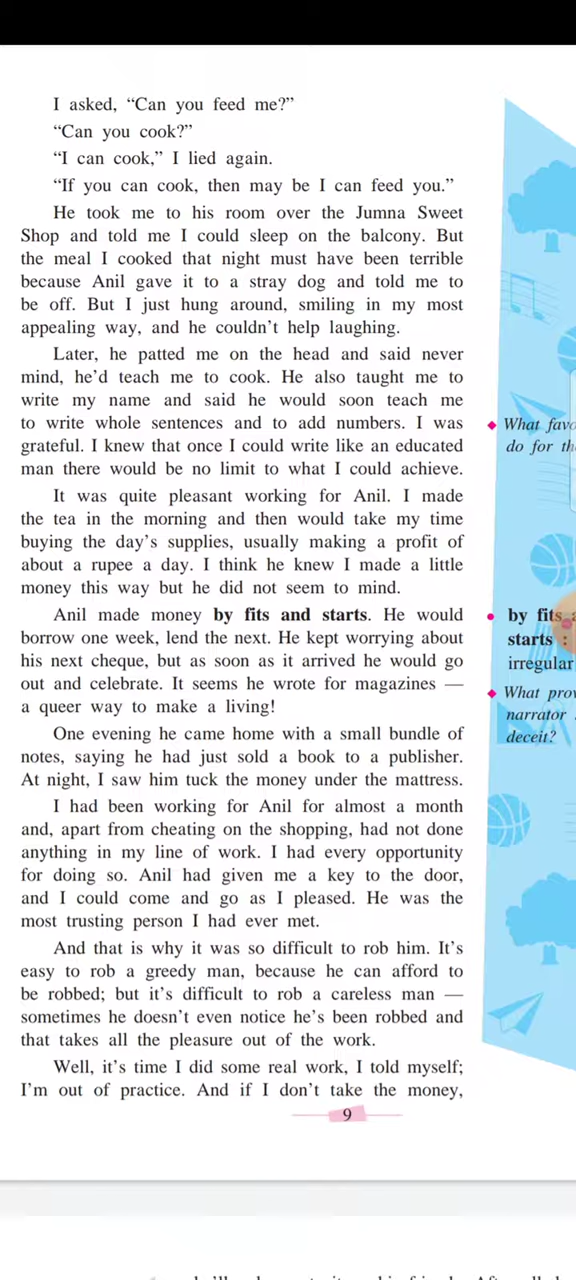 I asked, “Can you feed me?”
“Can you cook?”
“I can cook,” I lied again.
“If you can cook, then may be I can feed you.”
He took me to his room over the Jumna Sweet
Shop and told me I could sleep on the balcony. But
the meal I cooked that night must have been terrible
because Anil gave it to a stray dog and told me to
be off. But I just hung around, smiling in my most
appealing way, and he couldn’t help laughing.
Later, he patted me on the head and said never
mind, he’d teach me to cook. He also taught me to
write my name and said he would soon teach me
to write whole sentences and to add numbers. I was
grateful. I knew that once I could write like an educated
man there would be no limit to what I could achieve.
It was quite pleasant working for Anil. I made
the tea in the morning and then would take my time
buying the day’s supplies, usually making a profit of
about a rupee a day. I think he knew I made a little
money this way but he did not seem to mind.
Anil made money by fits and starts. He would
borrow one week, lend the next. He kept worrying about
his next cheque, but as soon as it arrived he would go
out and celebrate. It seems he wrote for magazines —
a queer way to make a living!
One evening he came home with a small bundle of
notes, saying he had just sold a book to a publisher.
At night, I saw him tuck the money under the mattress.
I had been working for Anil for almost a month
and, apart from cheating on the shopping, had not done
anything in my line of work. I had every opportunity
for doing so. Anil had given me a key to the door,
and I could come and go as I pleased. He was the
most trusting person I had ever met.
And that is why it was so difficult to rob him. It’s
easy to rob a greedy man, because he can afford to
be robbed; but it’s difficult to rob a careless man —
sometimes he doesn’t even notice he’s been robbed and
that takes all the pleasure out of the work.
Well, it’s time I did some real work, I told myself;
I’m out of practice. And if I don’t take the money,
9
What
do for
by fits
starts :
irregular
What
narrator
deceit?